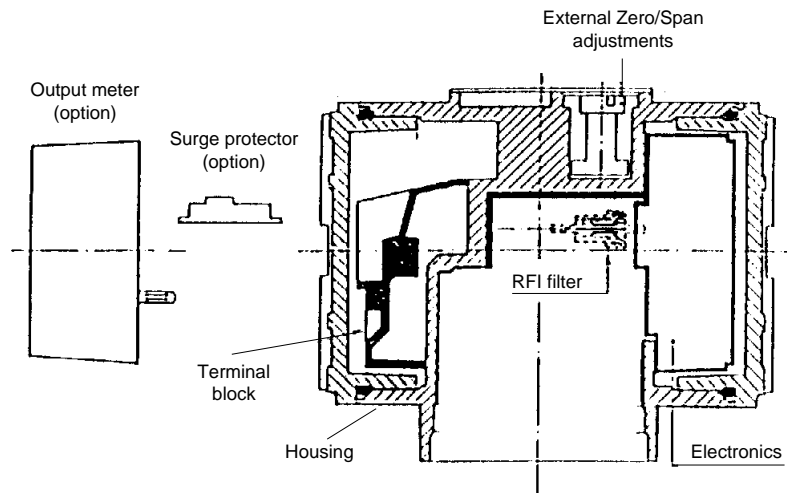 External Zero/Span
adjustments
Output meter
(option)
Surge protector
(option)
RFI filter
Terminal
block
Housing
Electronics